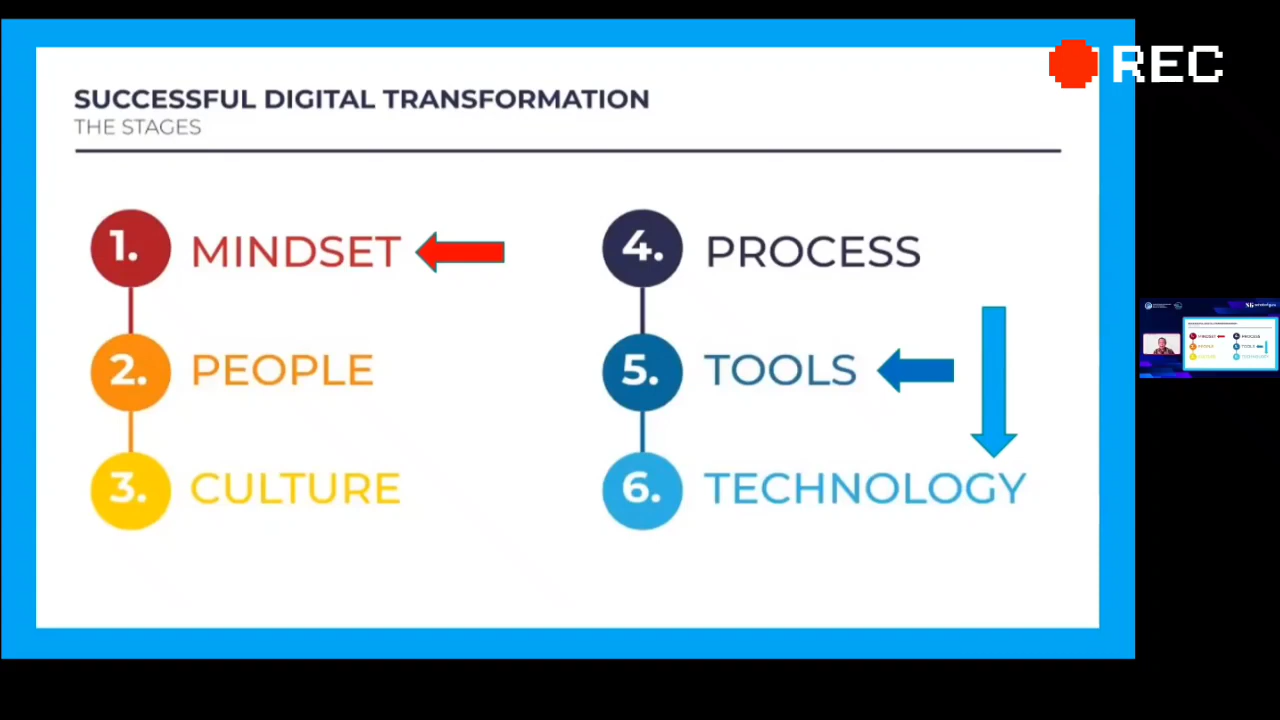 SUCCESSFUL DIGITAL TRANSFORMATION
THE STAGES
1. MINDSET
2. PEOPLE
3. CULTURE
4. PROCESS
5. TOOLS
6. TECHNOLOGY
REC